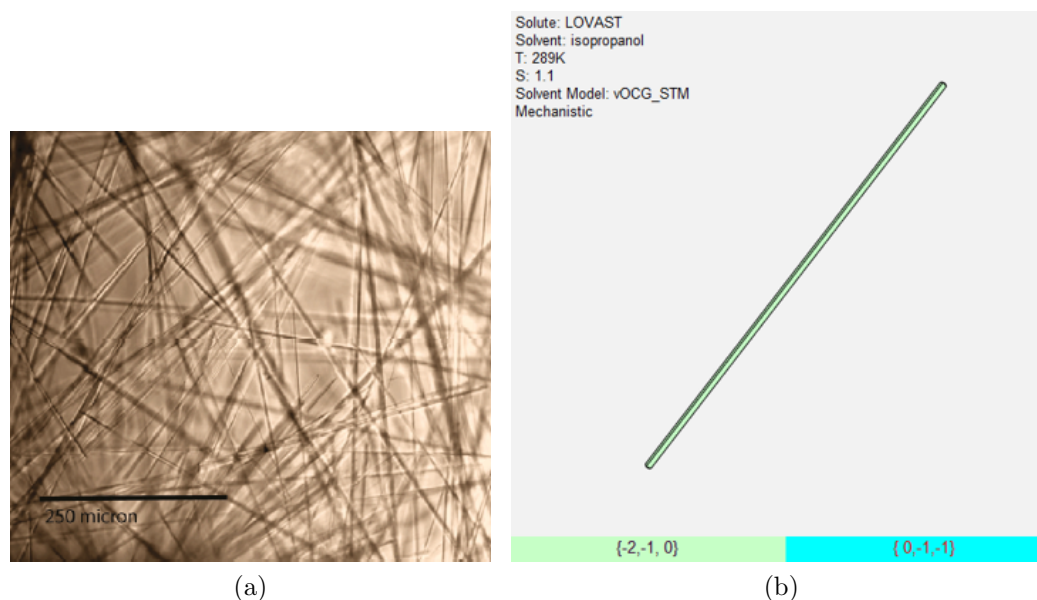 Solute: LOVAST
Solvent: isopropanol
T: 289K
S: 1.1
Solvent Model: vOCG_STM
Mechanistic
250 micron
{-2,-1, 0}
{ 0,-1,-1}
(a)
(b)